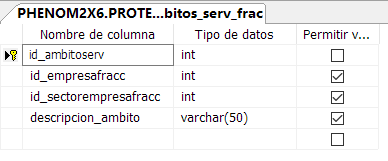 PHENOM2X6.PROTE...bitos_serv_frac
Nombre de columna Tipo de datos Permitir v...
id_ambitoserv int
id_empresafracc int
id_sectorempresafracc int
descripcion_ambito varchar(50)